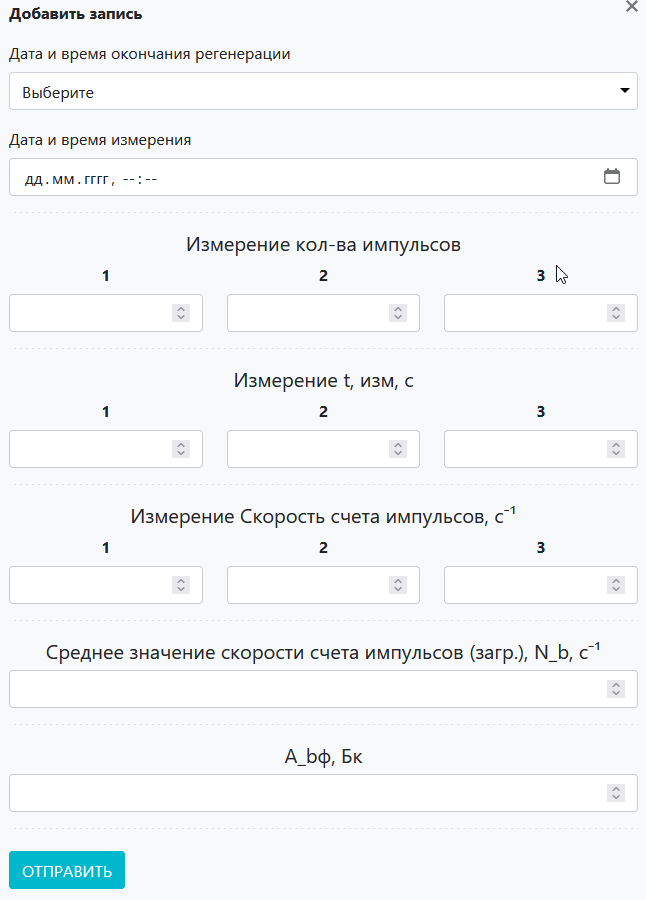 Добавить запись
Дата и время окончания регенерации
Выберите
Дата и время измерения
дд.мм.гггг, --:--
Измерение кол-ва импульсов
1 2 3
Измерение t, изм, с
1 2 3
Измерение Скорость счета импульсов, с⁻¹
1 2 3
Среднее значение скорости счета импульсов (загр.), N_b, с⁻¹
A_bф, Бк
ОТПРАВИТЬ